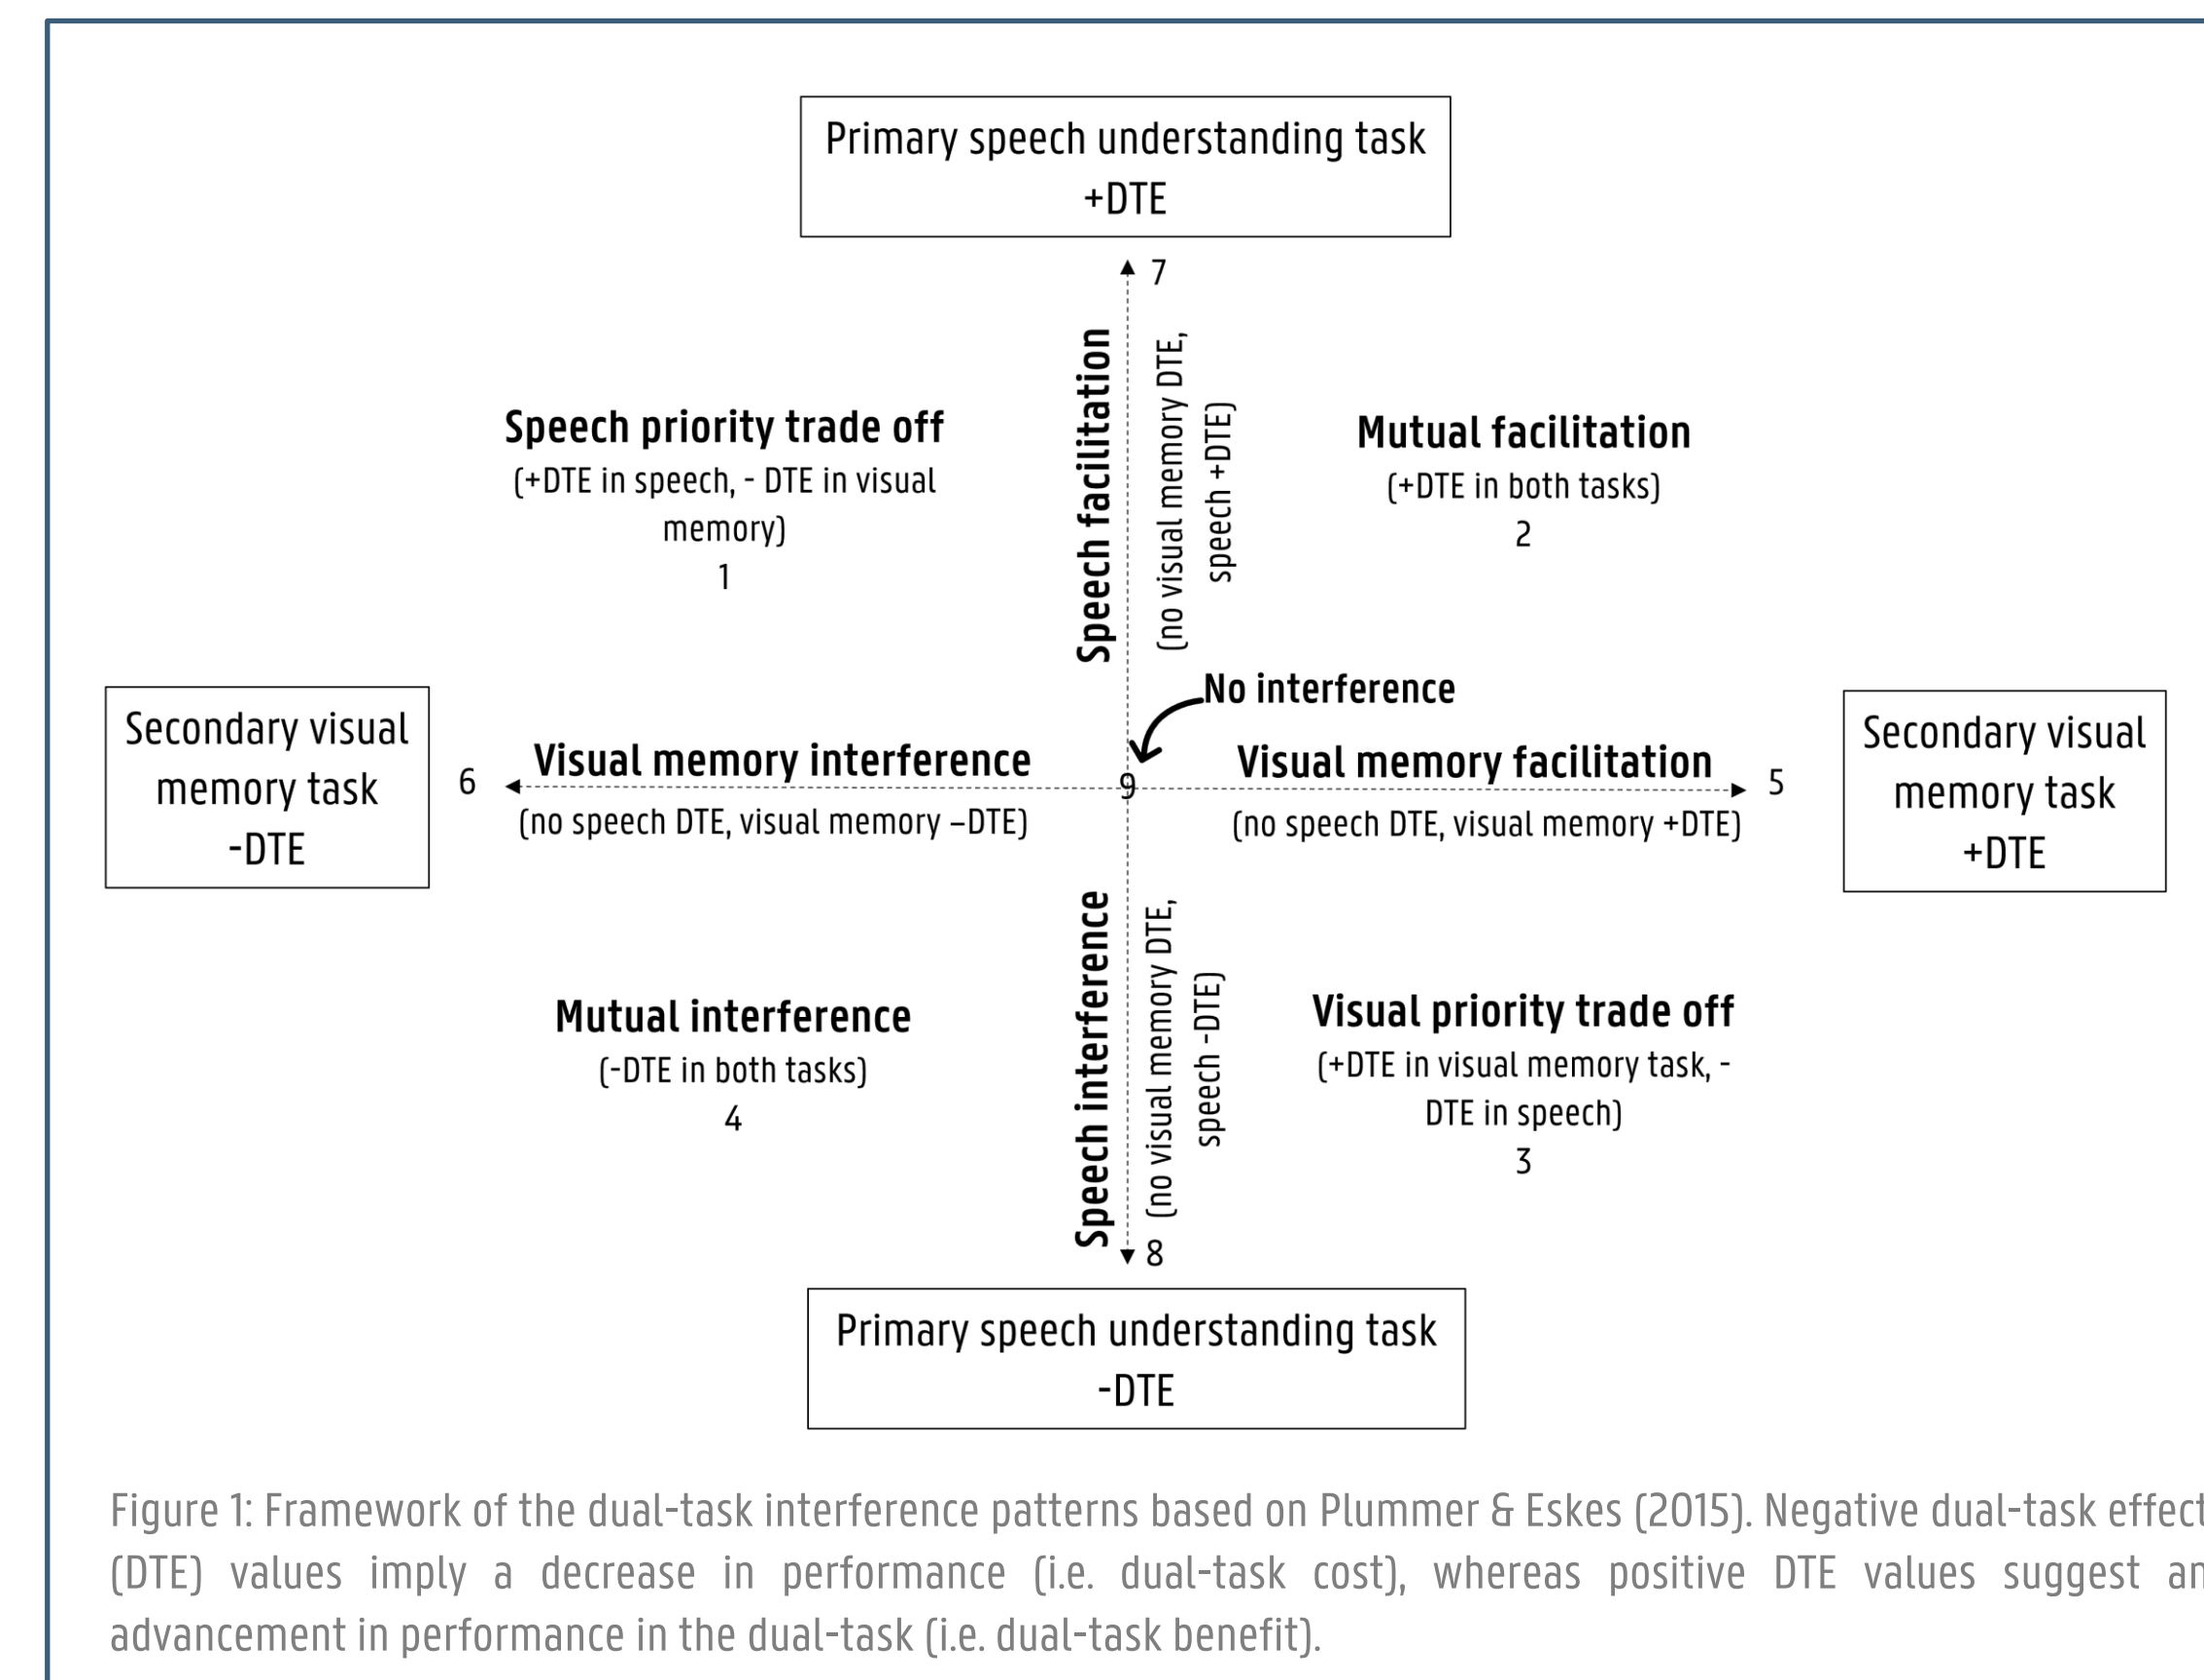 Primary speech understanding task
+DTE
7
Speech facilitation
(no visual memory DTE,
speech +DTE)
Speech priority trade off
(+DTE in speech, - DTE in visual
memory)
1
Mutual facilitation
(+DTE in both tasks)
2
No interference
Secondary visual
memory task
-DTE
6
Visual memory interference
(no speech DTE, visual memory –DTE)
9
Visual memory facilitation
(no speech DTE, visual memory +DTE)
5
Secondary visual
memory task
+DTE
Speech interference
(no visual memory DTE,
speech -DTE)
8
Mutual interference
(-DTE in both tasks)
4
Visual priority trade off
(+DTE in visual memory task, -
DTE in speech)
3
Primary speech understanding task
-DTE
Figure 1: Framework of the dual-task interference patterns based on Plummer & Eskes (2015). Negative dual-task effect
(DTE) values imply a decrease in performance (i.e. dual-task cost), whereas positive DTE values suggest an
advancement in performance in the dual-task (i.e. dual-task benefit).